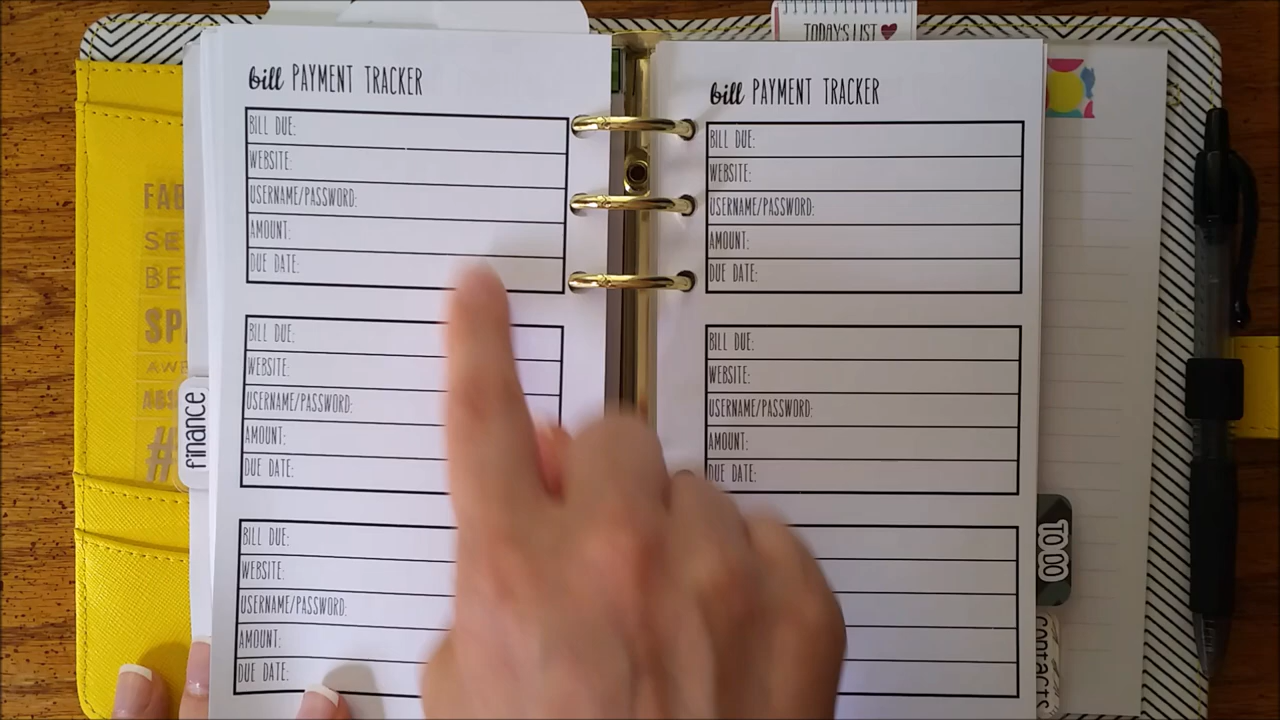 TODAY'S LIST
bill PAYMENT TRACKER
BILL DUE:
WEBSITE:
USERNAME/PASSWORD:
AMOUNT:
DUE DATE:
BILL DUE:
WEBSITE:
USERNAME/PASSWORD:
AMOUNT:
DUE DATE:
BILL DUE:
WEBSITE:
USERNAME/PASSWORD:
AMOUNT:
DUE DATE:
bill PAYMENT TRACKER
BILL DUE:
WEBSITE:
USERNAME/PASSWORD:
AMOUNT:
DUE DATE:
BILL DUE:
WEBSITE:
USERNAME/PASSWORD:
AMOUNT:
DUE DATE:
finance
TO DO
contacts